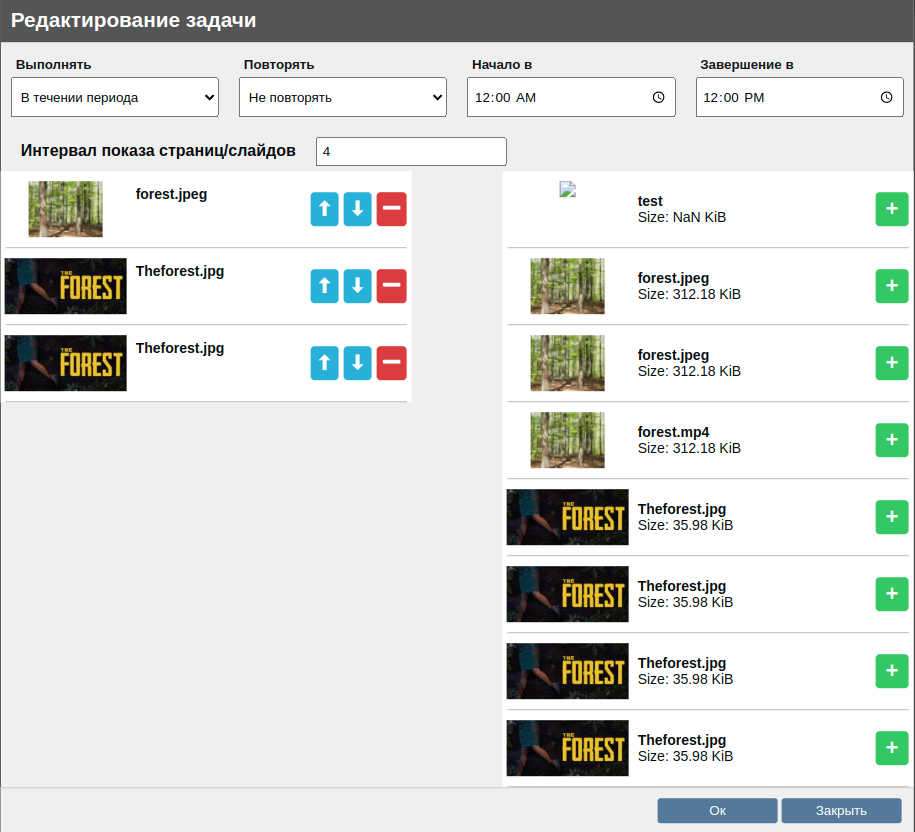 Редактирование задачи
Выполнять Повторять Начало в Завершение в
В течении периода Не повторять 12:00 AM 12:00 PM
Интервал показа страниц/слайдов 4
forest.jpeg
THE FOREST Theforest.jpg
THE FOREST Theforest.jpg
test
Size: NaN KiB
+
forest.jpeg
Size: 312.18 KiB
+
forest.jpeg
Size: 312.18 KiB
+
forest.mp4
Size: 312.18 KiB
+
THE FOREST Theforest.jpg
Size: 35.98 KiB
+
THE FOREST Theforest.jpg
Size: 35.98 KiB
+
THE FOREST Theforest.jpg
Size: 35.98 KiB
+
THE FOREST Theforest.jpg
Size: 35.98 KiB
+
Ок Закрыть